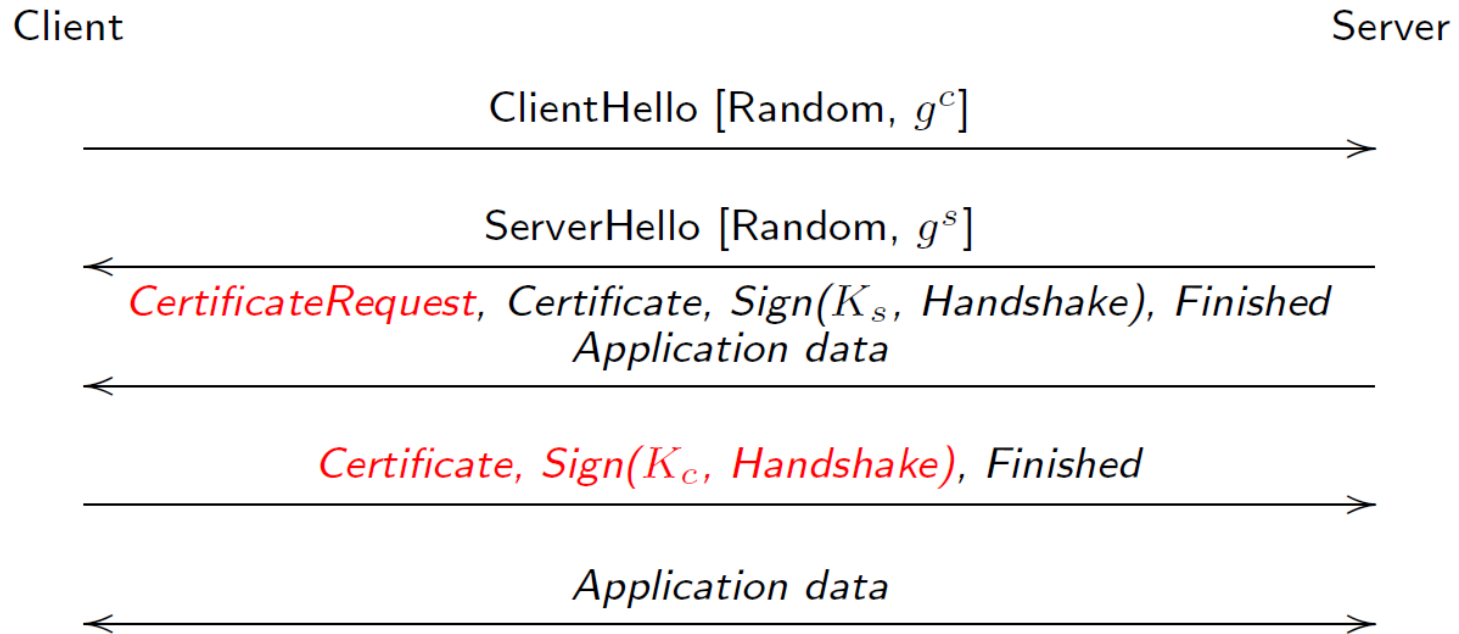 Client Server
ClientHello [Random, g^c]
ServerHello [Random, g^s]
CertificateRequest, Certificate, Sign(K_s, Handshake), Finished
Application data
Certificate, Sign(K_c, Handshake), Finished
Application data